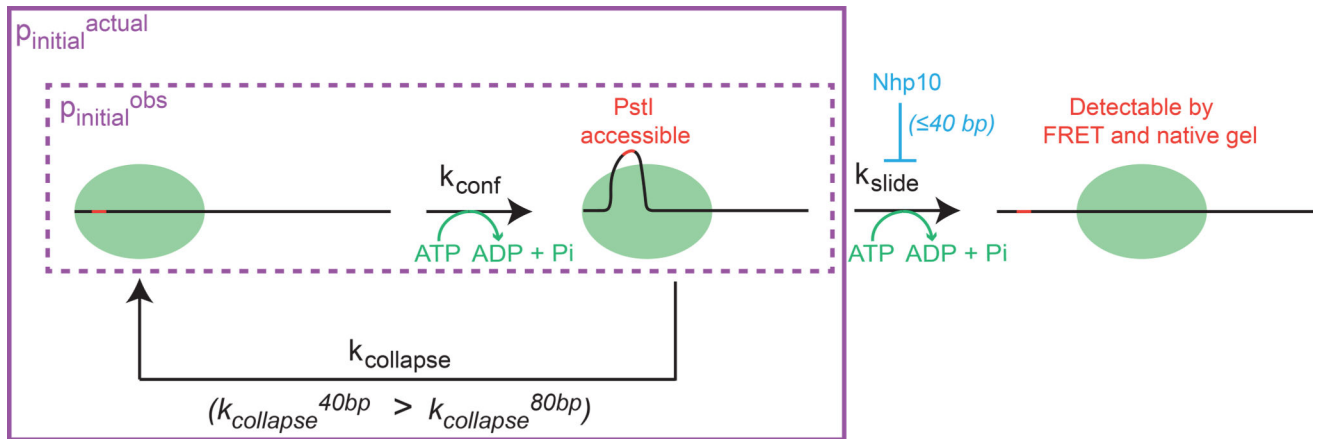 p_initial^actual
p_initial^obs
k_conf
ATP ADP + Pi
PstI
accessible
Nhp10
(≤40 bp)
k_slide
ATP ADP + Pi
Detectable by
FRET and native gel
k_collapse
(k_collapse^40bp > k_collapse^80bp)